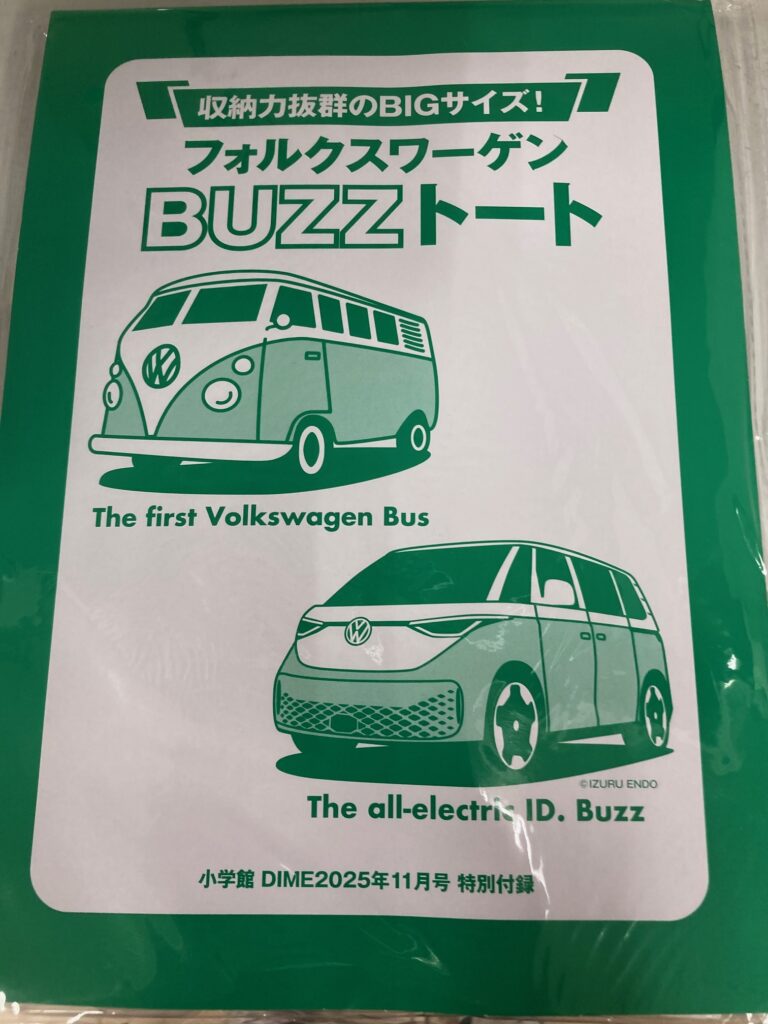 収納力抜群のBIGサイズ!
フォルクスワーゲン
BUZZトート
The first Volkswagen Bus
©IZURU ENDO
The all-electric ID. Buzz
小学館 DIME2025年11月号 特別付録